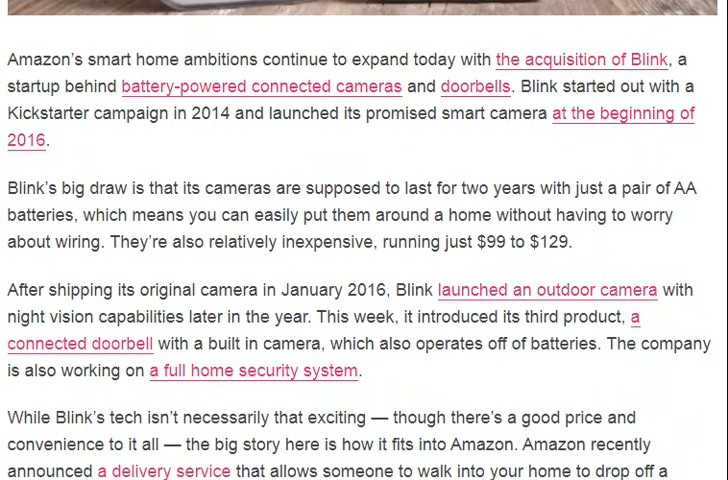 Amazon’s smart home ambitions continue to expand today with the acquisition of Blink, a
startup behind battery-powered connected cameras and doorbells. Blink started out with a
Kickstarter campaign in 2014 and launched its promised smart camera at the beginning of
2016.
Blink’s big draw is that its cameras are supposed to last for two years with just a pair of AA
batteries, which means you can easily put them around a home without having to worry
about wiring. They’re also relatively inexpensive, running just $99 to $129.
After shipping its original camera in January 2016, Blink launched an outdoor camera with
night vision capabilities later in the year. This week, it introduced its third product, a
connected doorbell with a built in camera, which also operates off of batteries. The company
is also working on a full home security system.
While Blink’s tech isn’t necessarily that exciting — though there’s a good price and
convenience to it all — the big story here is how it fits into Amazon. Amazon recently
announced a delivery service that allows someone to walk into your home to drop off a